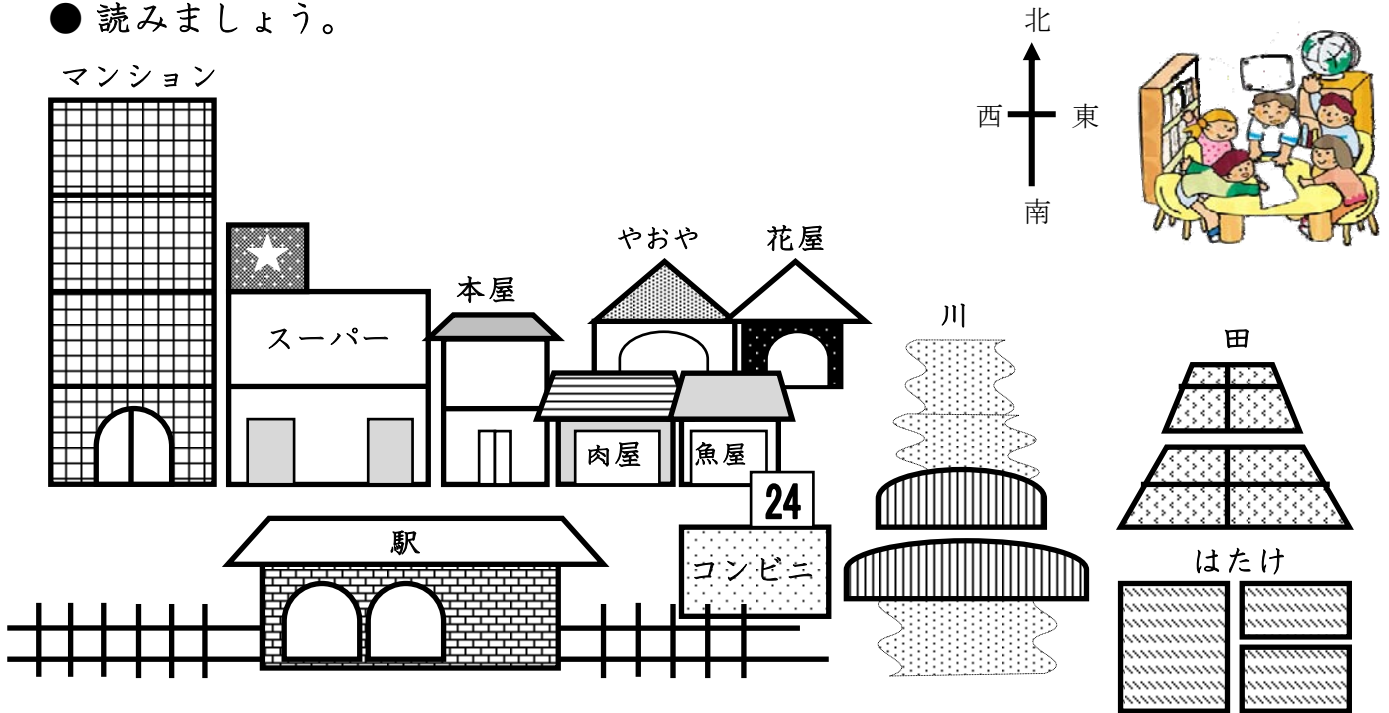 ● 読みましょう。
北
西 東
南
マンション
スーパー
本屋
やおや
花屋
肉屋
魚屋
24
コンビニ
駅
川
田
はたけ